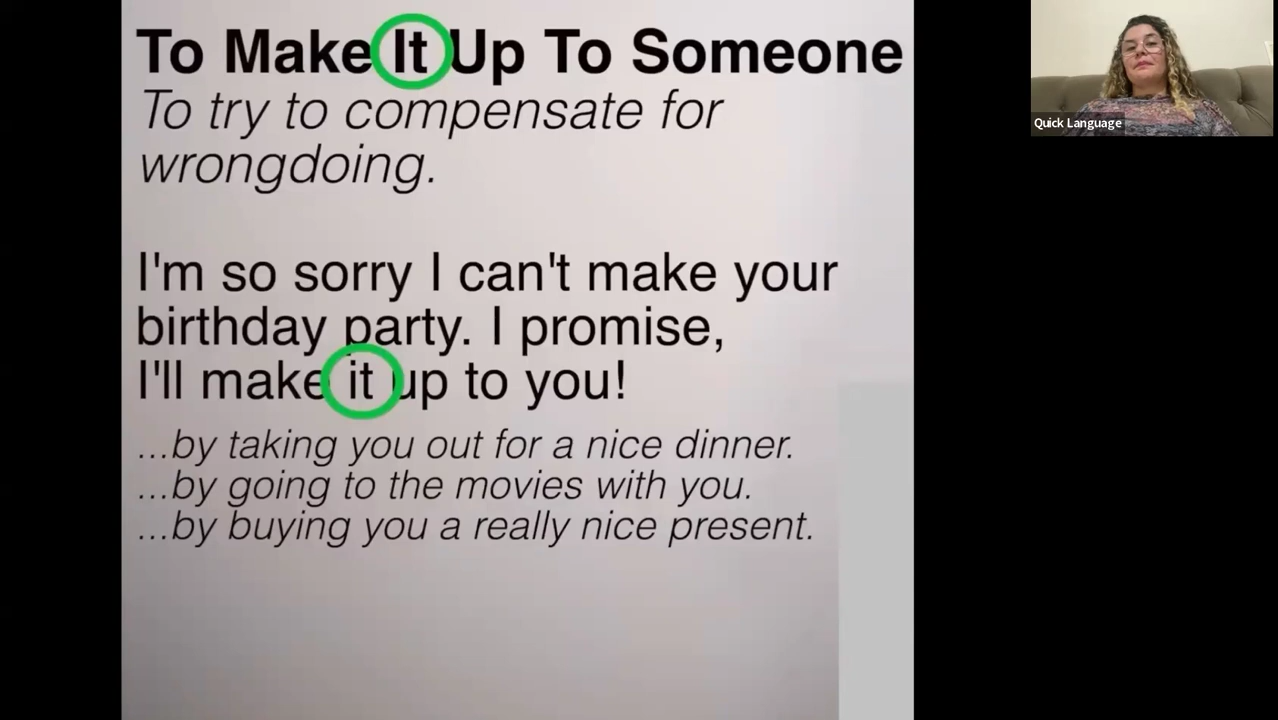 To Make It Up To Someone
To try to compensate for
wrongdoing.
I'm so sorry I can't make your
birthday party. I promise,
I'll make it up to you!
...by taking you out for a nice dinner.
...by going to the movies with you.
...by buying you a really nice present.
Quick Language